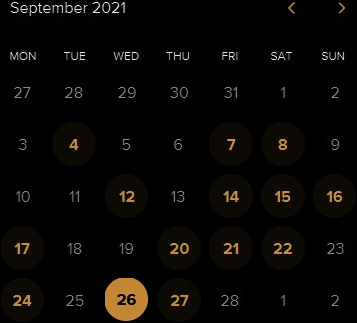 September 2021
MON TUE WED THU FRI SAT SUN
27 28 29 30 31 1 2
3 4 5 6 7 8 9
10 11 12 13 14 15 16
17 18 19 20 21 22 23
24 25 26 27 28 1 2